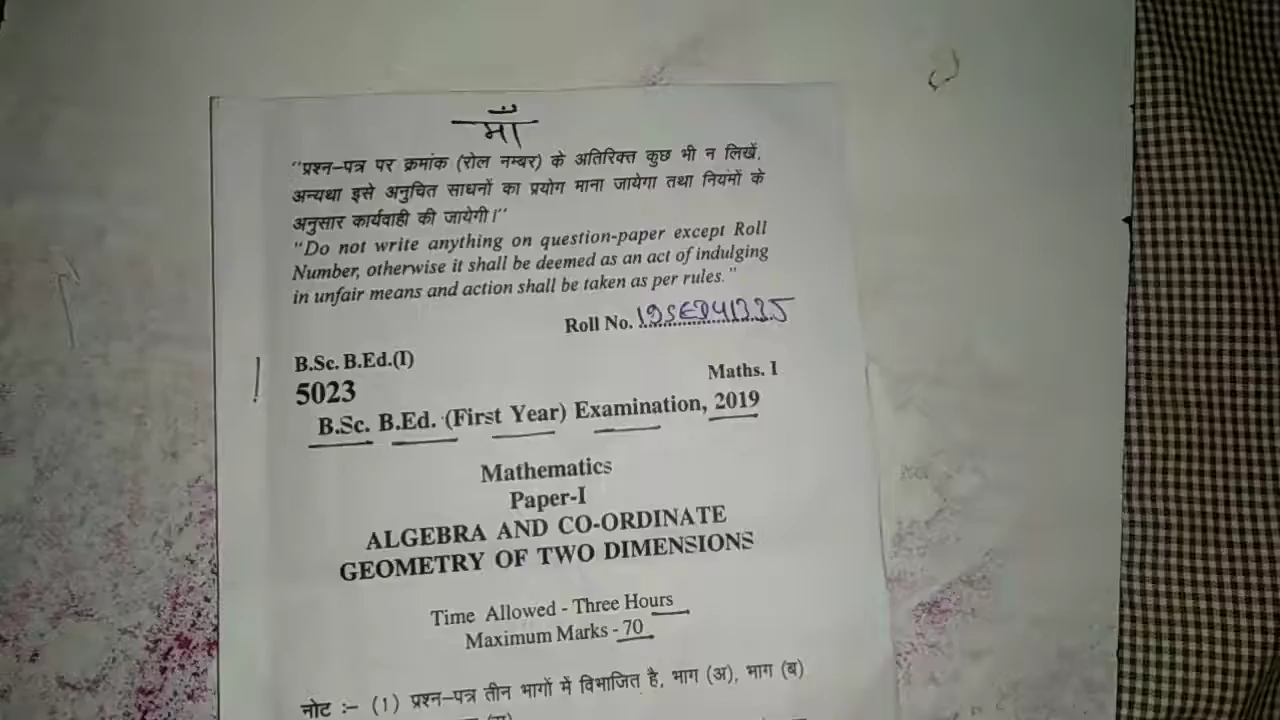 माँ
"प्रश्न–पत्र पर क्रमांक (रोल नम्बर) के अतिरिक्त कुछ भी न लिखें,
अन्यथा इसे अनुचित साधनों का प्रयोग माना जायेगा तथा नियमों के
अनुसार कार्यवाही की जायेगी।"
"Do not write anything on question-paper except Roll
Number, otherwise it shall be deemed as an act of indulging
in unfair means and action shall be taken as per rules."
Roll No.
B.Sc. B.Ed.(I)
Maths. I
5023
B.Sc. B.Ed. (First Year) Examination, 2019
Mathematics
Paper-I
ALGEBRA AND CO-ORDINATE
GEOMETRY OF TWO DIMENSIONS
Time Allowed - Three Hours
Maximum Marks - 70
नोट :– (1) प्रश्न–पत्र तीन भागों में विभाजित है, भाग (अ), भाग (ब)